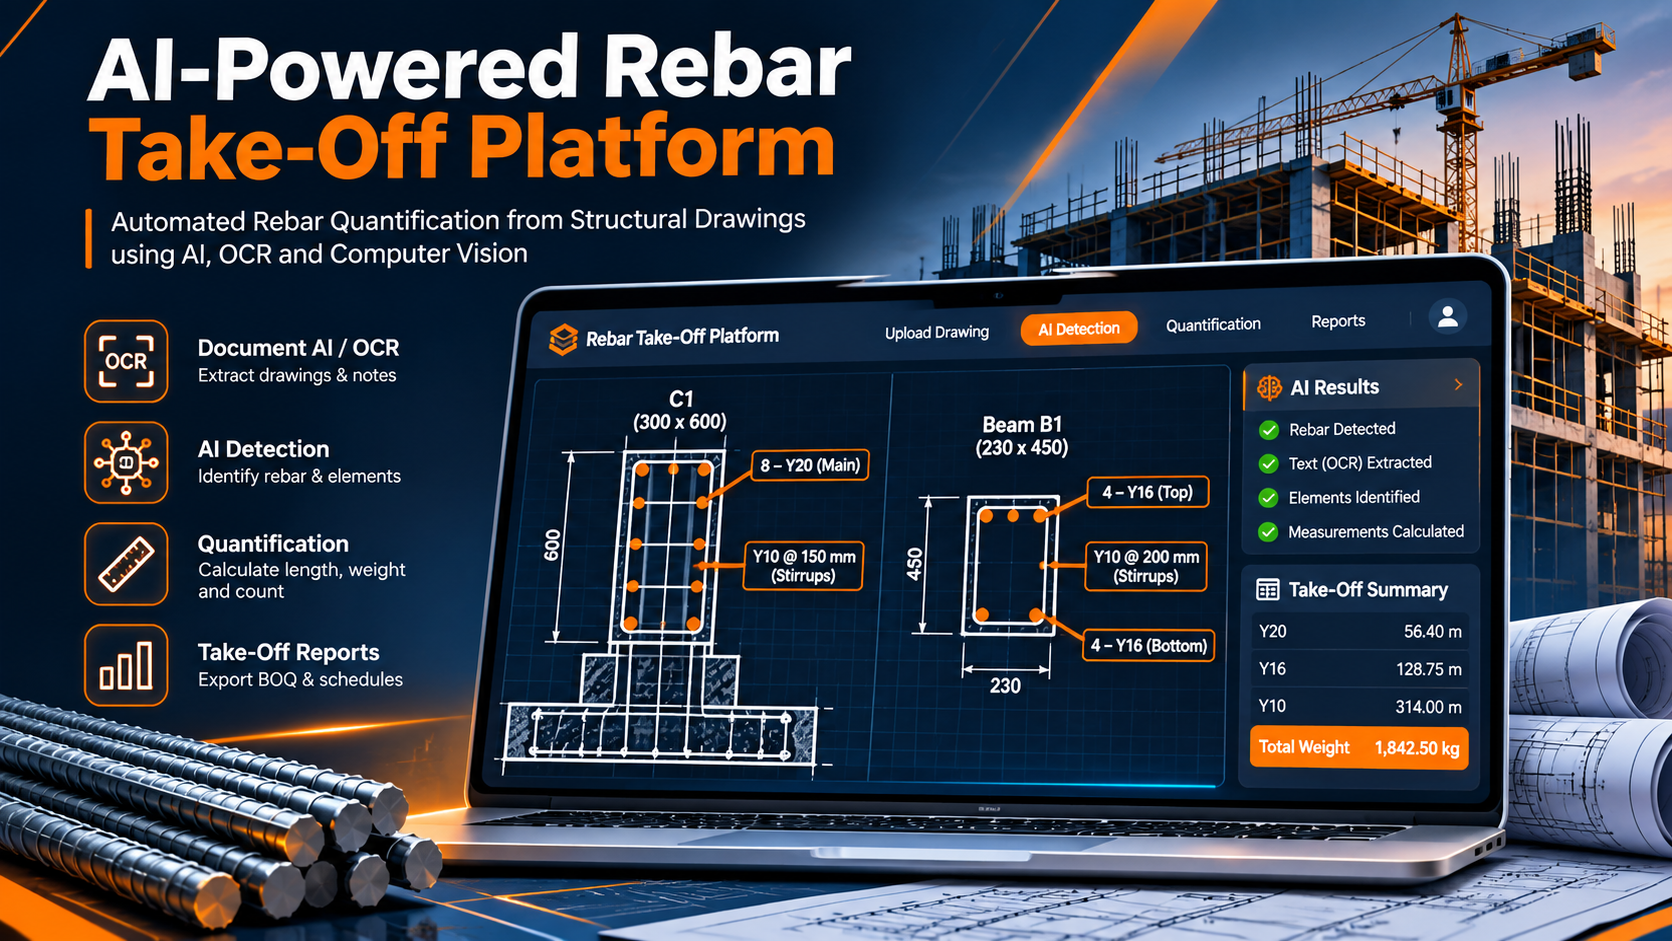 AI-Powered Rebar
Take-Off Platform
Automated Rebar Quantification from Structural Drawings
using AI, OCR and Computer Vision
OCR
Document AI / OCR
Extract drawings & notes
AI Detection
Identify rebar & elements
Quantification
Calculate length, weight
and count
Take-Off Reports
Export BOQ & schedules
Rebar Take-Off Platform
Upload Drawing
AI Detection
Quantification
Reports
C1
(300 x 600)
8 – Y20 (Main)
600
Y10 @ 150 mm
(Stirrups)
Beam B1
(230 x 450)
4 – Y16 (Top)
450
Y10 @ 200 mm
(Stirrups)
4 – Y16 (Bottom)
230
AI Results
Rebar Detected
Text (OCR) Extracted
Elements Identified
Measurements Calculated
Take-Off Summary
Y20 56.40 m
Y16 128.75 m
Y10 314.00 m
Total Weight 1,842.50 kg